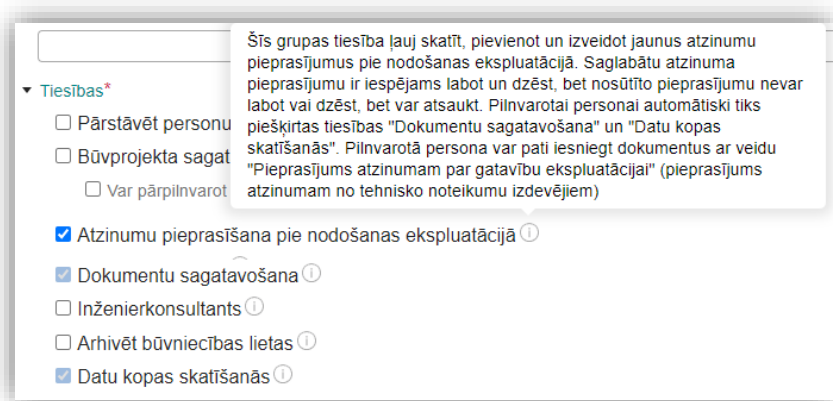 Šīs grupas tiesība ļauj skatīt, pievienot un izveidot jaunus atzinumu
pieprasījumus pie nodošanas ekspluatācijā. Saglabātu atzinuma
pieprasījumu ir iespējams labot un dzēst, bet nosūtīto pieprasījumu nevar
labot vai dzēst, bet var atsaukt. Pilnvarotai personai automātiski tiks
piešķirtas tiesības "Dokumentu sagatavošana" un "Datu kopas
skatīšanās". Pilnvarotā persona var pati iesniegt dokumentus ar veidu
"Pieprasījums atzinumam par gatavību ekspluatācijai" (pieprasījums
atzinumam no tehnisko noteikumu izdevējiem)
Tiesības*
Pārstāvēt personu
Būvprojekta sagat
Var pārpilnvarot
Atzinumu pieprasīšana pie nodošanas ekspluatācijā
Dokumentu sagatavošana
Inženierkonsultants
Arhivēt būvniecības lietas
Datu kopas skatīšanās